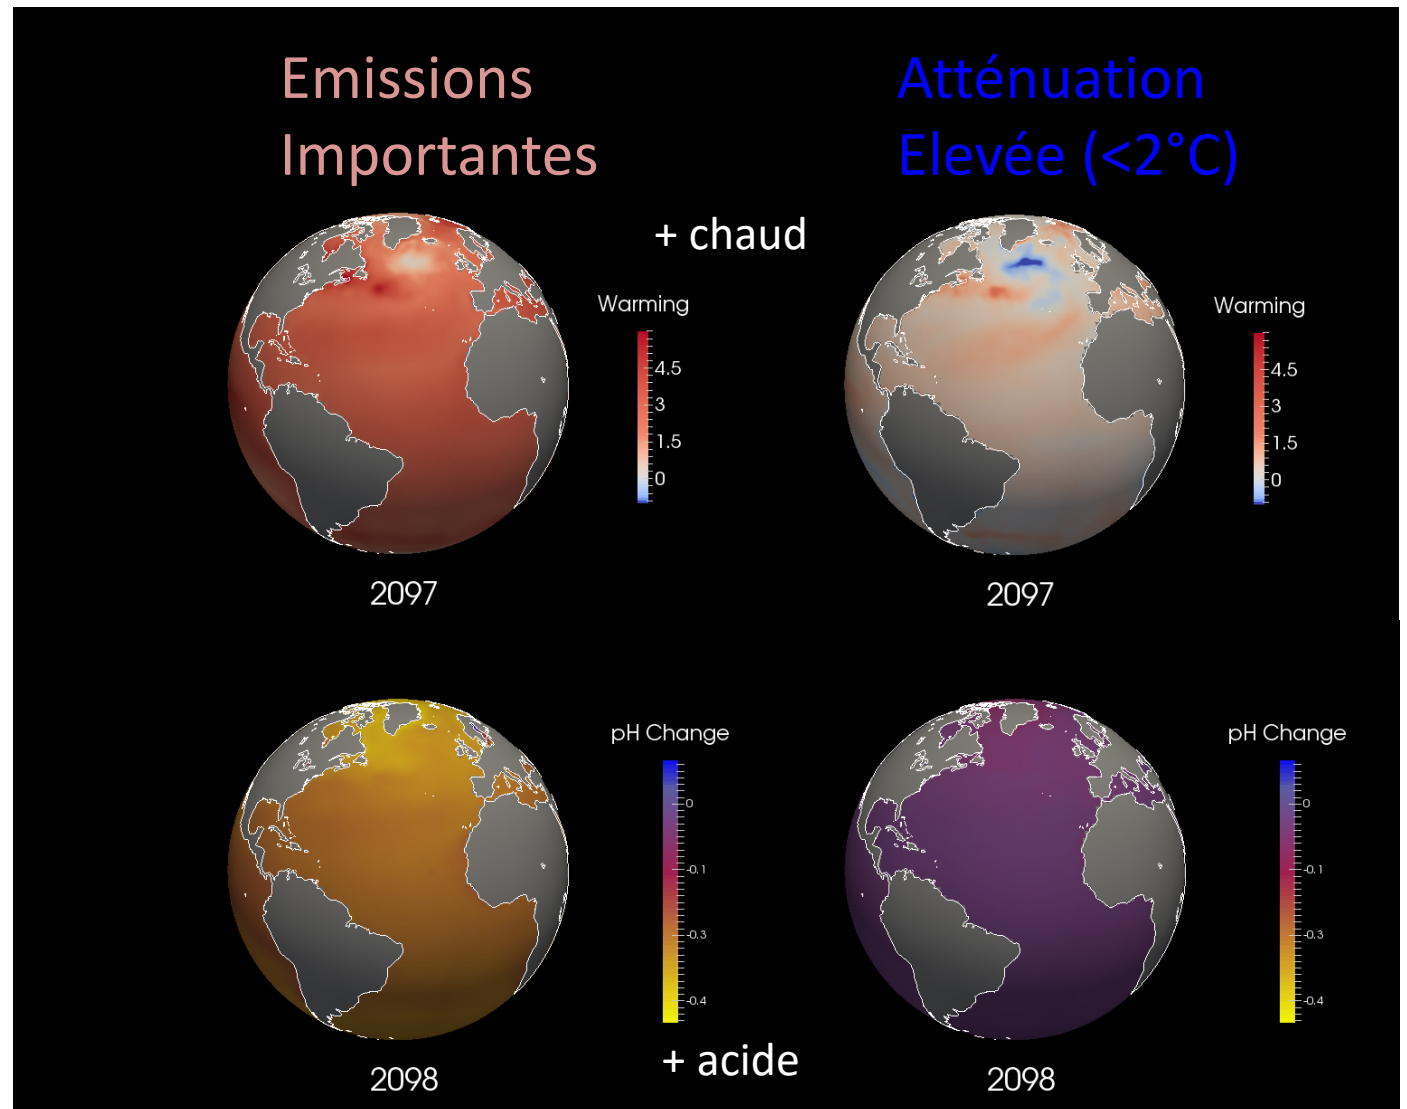 Emissions
Importantes
Atténuation
Elevée (<2°C)
+ chaud
Warming
4.5
3
1.5
0
2097
Warming
4.5
3
1.5
0
2097
pH Change
0
-0.1
-0.3
-0.4
2098
+ acide
pH Change
0
-0.1
-0.3
-0.4
2098